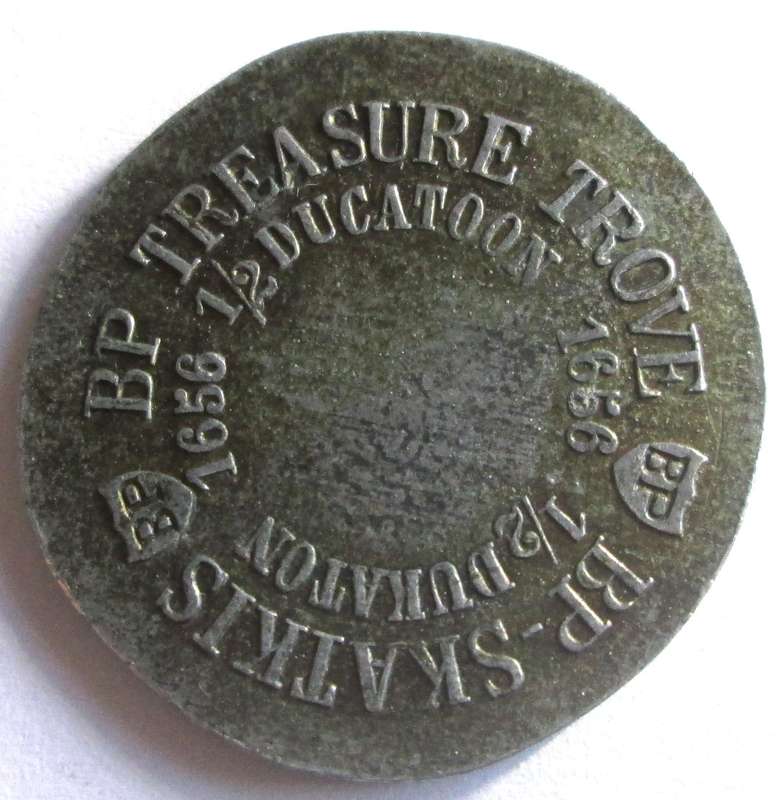 BP TREASURE TROVE
1/2 DUCATOON
1656
1656
BP
BP
1/2 DUKATON
BP-SKATKIS